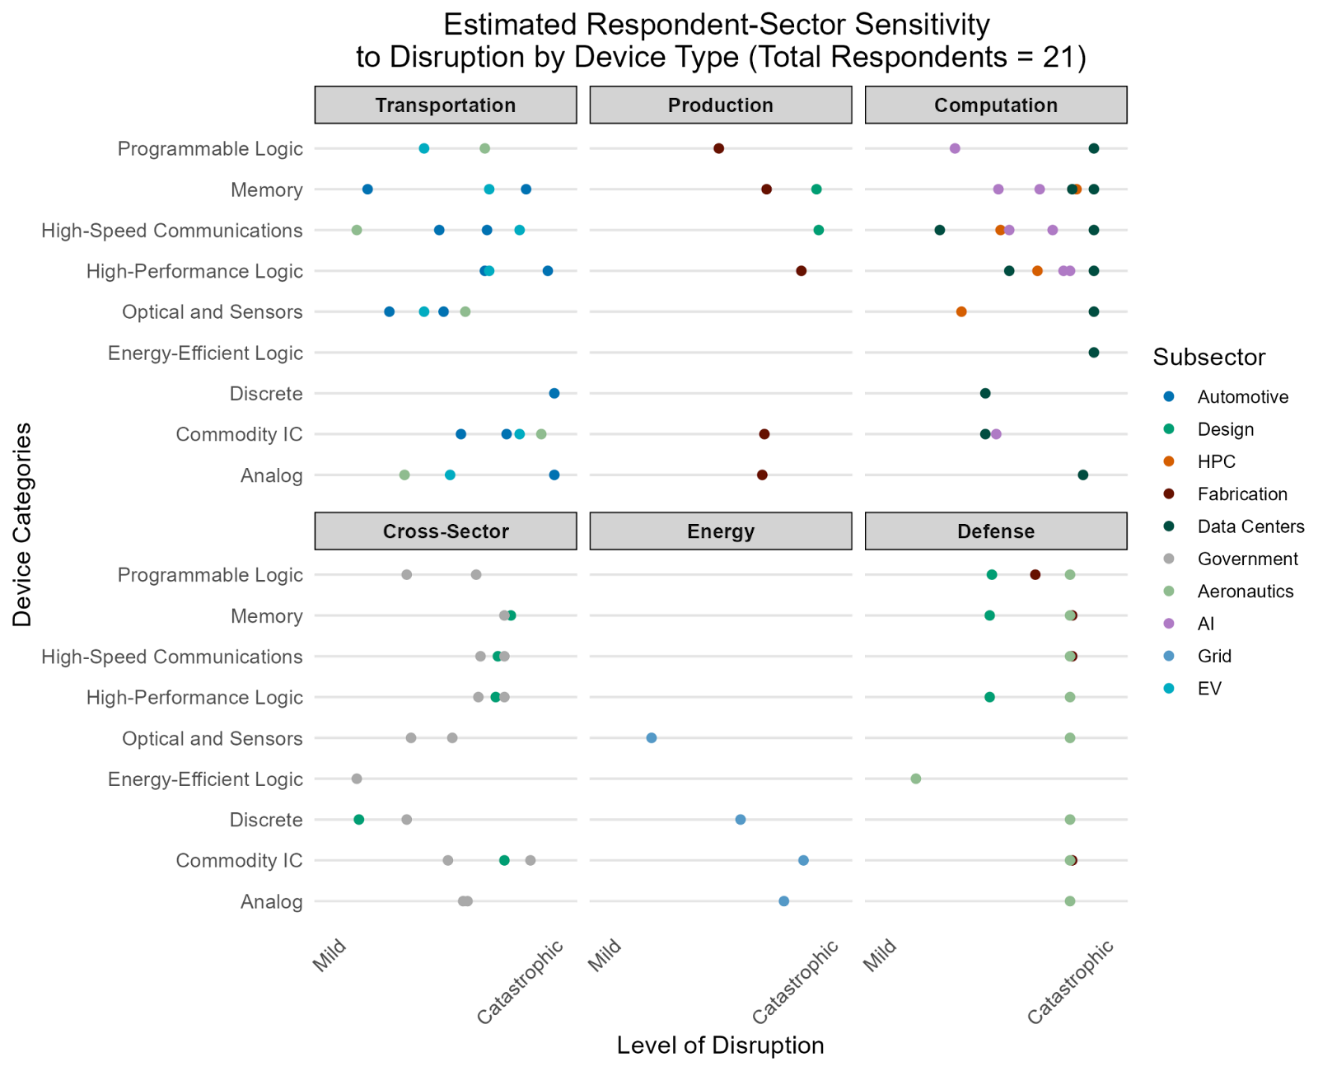 Estimated Respondent-Sector Sensitivity
to Disruption by Device Type (Total Respondents = 21)
Transportation
Production
Computation
Programmable Logic
Memory
High-Speed Communications
High-Performance Logic
Optical and Sensors
Energy-Efficient Logic
Discrete
Commodity IC
Analog
Cross-Sector
Energy
Defense
Programmable Logic
Memory
High-Speed Communications
High-Performance Logic
Optical and Sensors
Energy-Efficient Logic
Discrete
Commodity IC
Analog
Device Categories
Mild
Catastrophic
Mild
Catastrophic
Mild
Catastrophic
Level of Disruption
Subsector
Automotive
Design
HPC
Fabrication
Data Centers
Government
Aeronautics
AI
Grid
EV